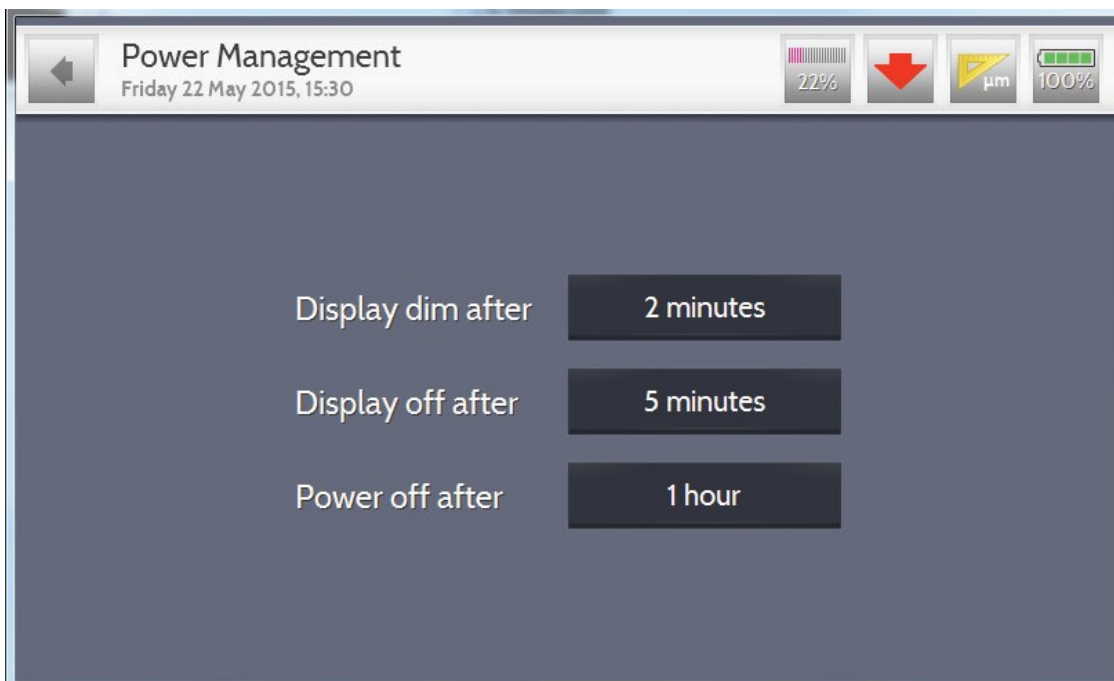 Power Management
Friday 22 May 2015, 15:30
22%
µm
100%
Display dim after
2 minutes
Display off after
5 minutes
Power off after
1 hour